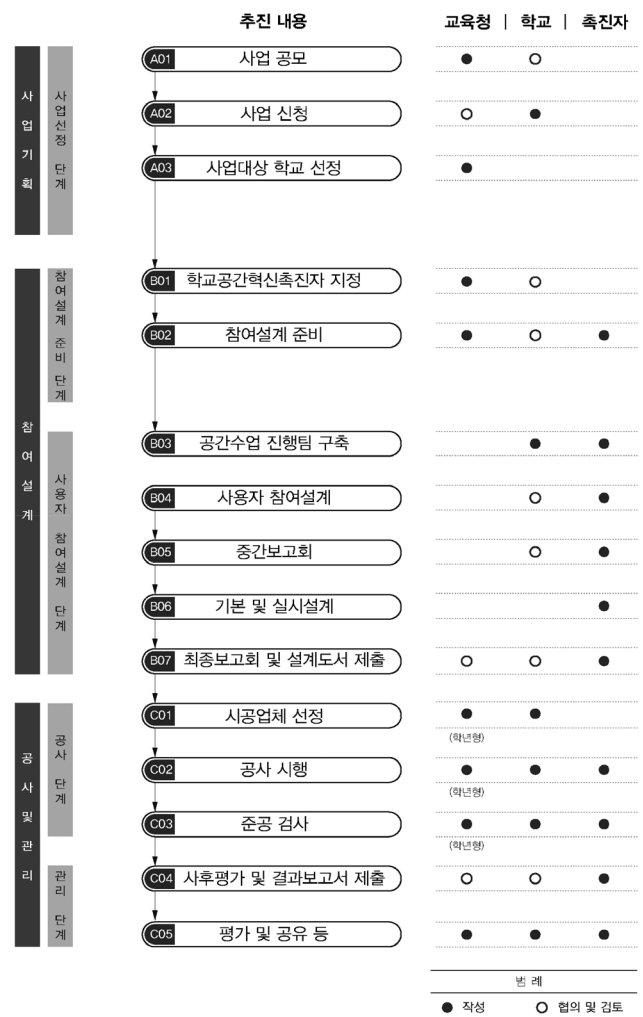 추진 내용 교육청 | 학교 | 촉진자
사업기획
사업선정 단계
A01 사업 공모 ● ○
A02 사업 신청 ○ ●
A03 사업대상 학교 선정 ●
참여설계
참여설계 준비 단계
B01 학교공간혁신촉진자 지정 ● ○
B02 참여설계 준비 ● ○ ●
사용자 참여설계 단계
B03 공간수업 진행팀 구축 ● ●
B04 사용자 참여설계 ○ ●
B05 중간보고회 ○ ●
B06 기본 및 실시설계 ●
B07 최종보고회 및 설계도서 제출 ○ ○ ●
공사및관리
공사 단계
C01 시공업체 선정 ● ●
(학년형)
C02 공사 시행 ● ● ●
(학년형)
C03 준공 검사 ● ● ●
(학년형)
관리 단계
C04 사후평가 및 결과보고서 제출 ○ ○ ●
C05 평가 및 공유 등 ● ● ●
범 례
● 작성 ○ 협의 및 검토